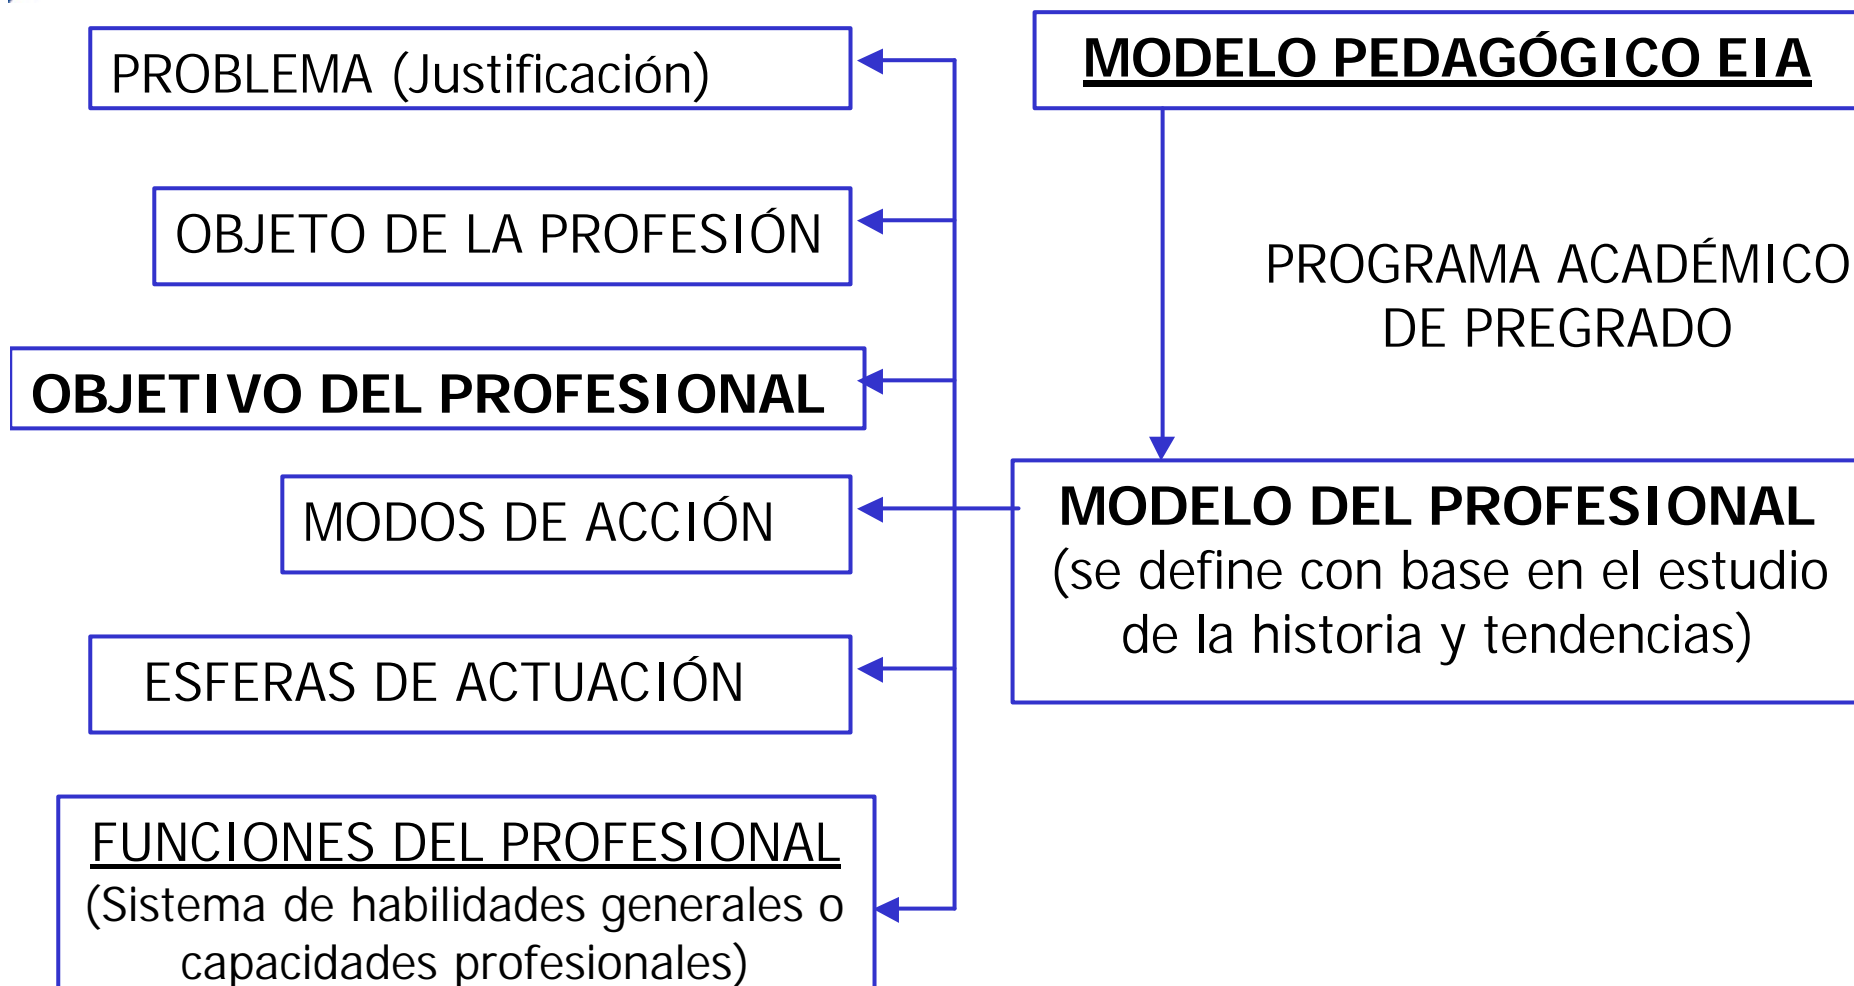 PROBLEMA (Justificación)
OBJETO DE LA PROFESIÓN
OBJETIVO DEL PROFESIONAL
MODOS DE ACCIÓN
ESFERAS DE ACTUACIÓN
FUNCIONES DEL PROFESIONAL
(Sistema de habilidades generales o
capacidades profesionales)
MODELO PEDAGÓGICO EIA
PROGRAMA ACADÉMICO
DE PREGRADO
MODELO DEL PROFESIONAL
(se define con base en el estudio
de la historia y tendencias)